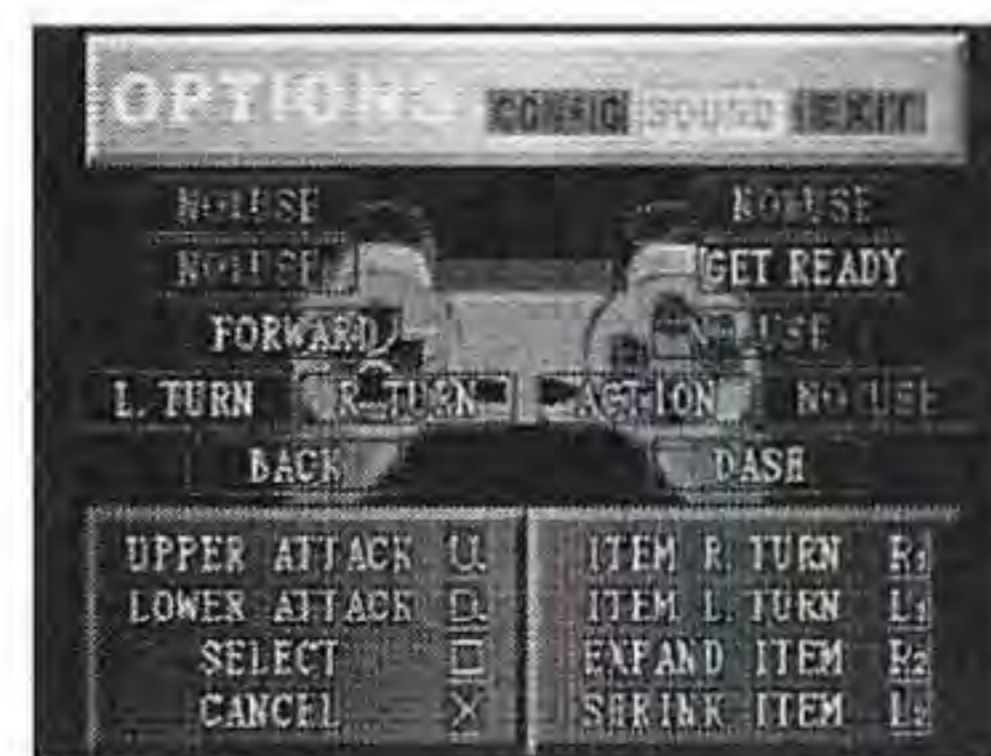 OPTIONS CONFIG SOUND EXIT
NO USE NO USE
NO USE GET READY
FORWARD NO USE
L. TURN R. TURN ACTION NO USE
BACK DASH
UPPER ATTACK U.
LOWER ATTACK D.
SELECT □
CANCEL ×
ITEM R. TURN R1
ITEM L. TURN L1
EXPAND ITEM R2
SHRINK ITEM L2